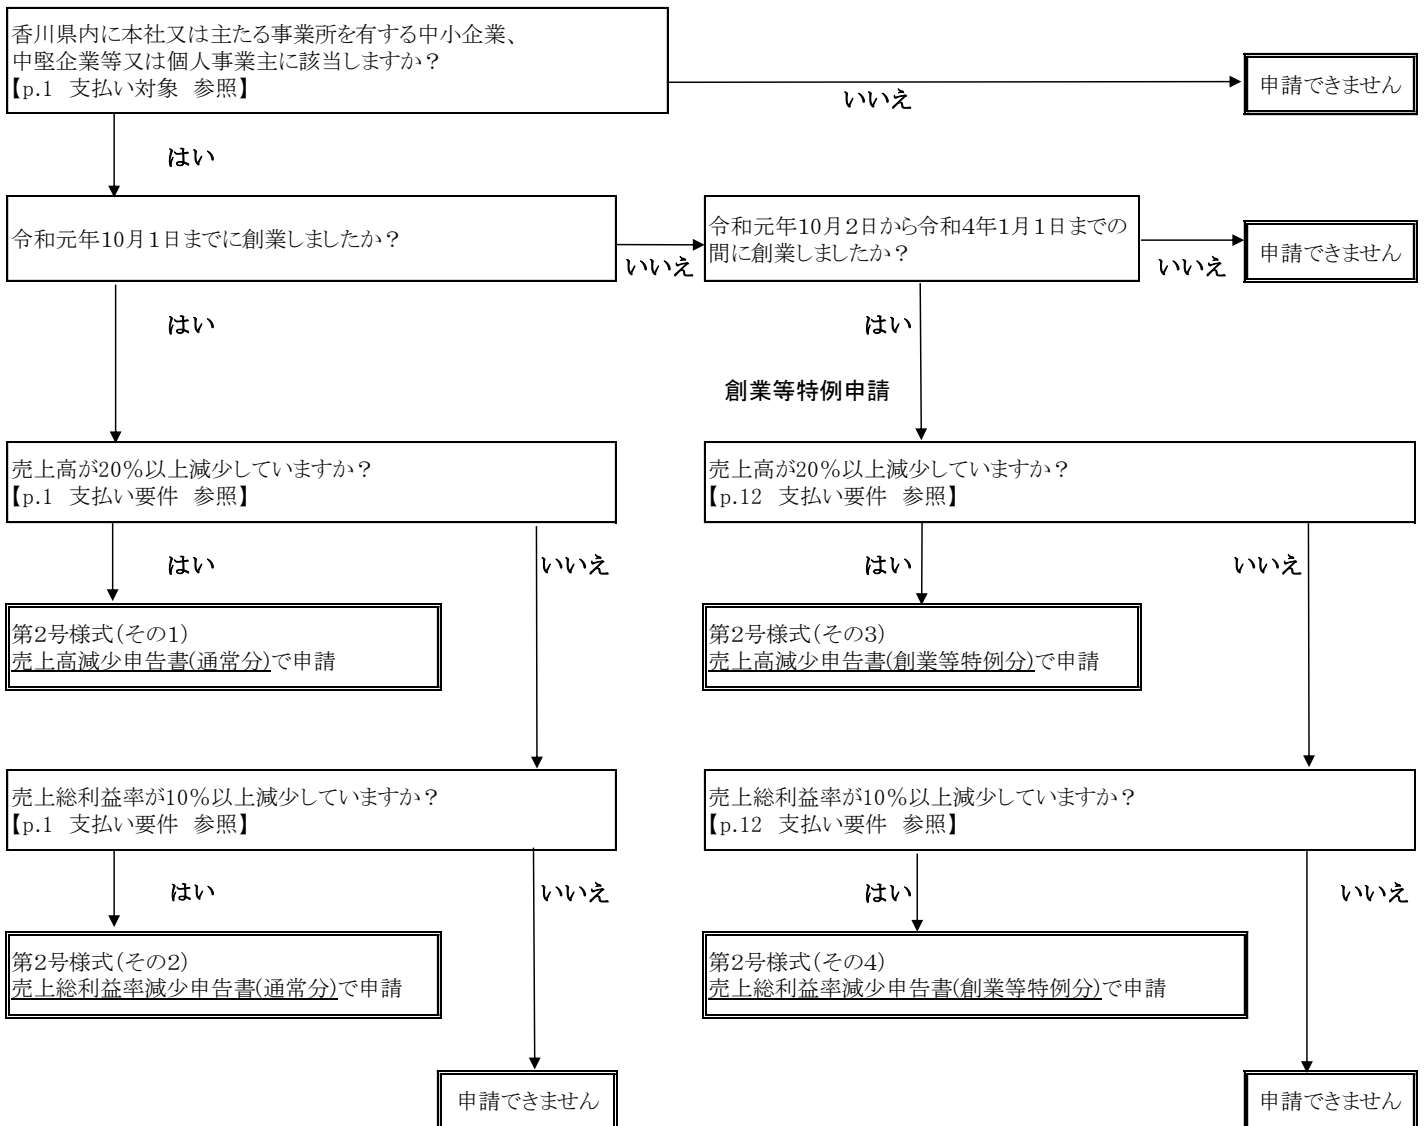 香川県内に本社又は主たる事業所を有する中小企業、
中堅企業等又は個人事業主に該当しますか？
【p.1　支払い対象　参照】
いいえ
申請できません
はい
令和元年10月１日までに創業しましたか？
いいえ
令和元年10月２日から令和４年１月１日までの
間に創業しましたか？
いいえ
申請できません
はい
はい
創業等特例申請
売上高が20％以上減少していますか？
【p.1　支払い要件　参照】
売上高が20％以上減少していますか？
【p.12　支払い要件　参照】
はい
いいえ
はい
いいえ
第２号様式（その１）
売上高減少申告書(通常分)で申請
第２号様式（その３）
売上高減少申告書(創業等特例分)で申請
売上総利益率が10％以上減少していますか？
【p.1　支払い要件　参照】
売上総利益率が10％以上減少していますか？
【p.12　支払い要件　参照】
はい
いいえ
はい
いいえ
第２号様式（その２）
売上総利益率減少申告書(通常分)で申請
第２号様式（その４）
売上総利益率減少申告書(創業等特例分)で申請
申請できません
申請できません